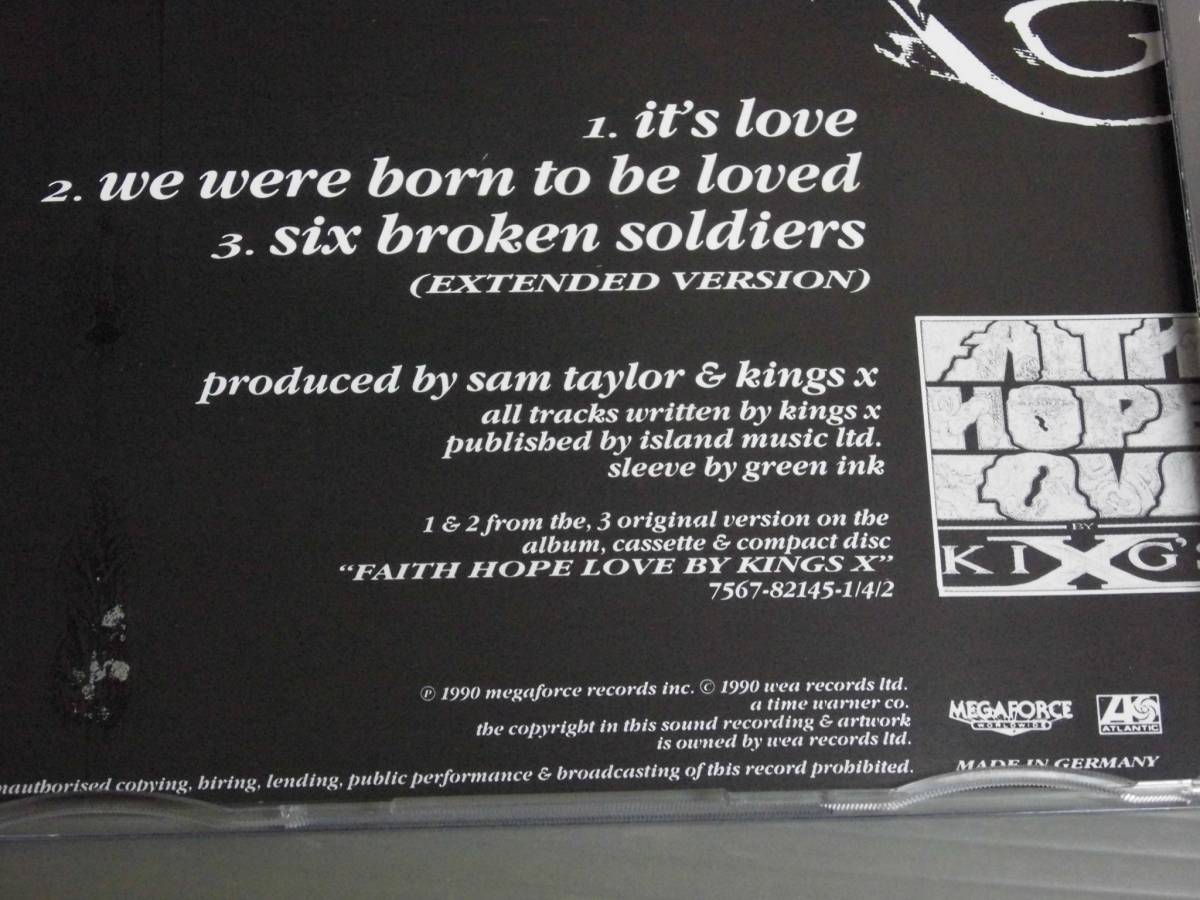 1. it's love
2. we were born to be loved
3. six broken soldiers
(EXTENDED VERSION)
produced by sam taylor & kings x
all tracks written by kings x
published by island music ltd.
sleeve by green ink
1 & 2 from the, 3 original version on the
album, cassette & compact disc
“FAITH HOPE LOVE BY KINGS X”
7567-82145-1/4/2
FAITH
HOP
LOV
BY
KINXG'S
℗ 1990 megaforce records inc. © 1990 wea records ltd.
a time warner co.
the copyright in this sound recording & artwork
is owned by wea records ltd.
MEGAFORCE
WORLDWIDE
ATLANTIC
nauthorised copying, hiring, lending, public performance & broadcasting of this record prohibited.
MADE IN GERMANY